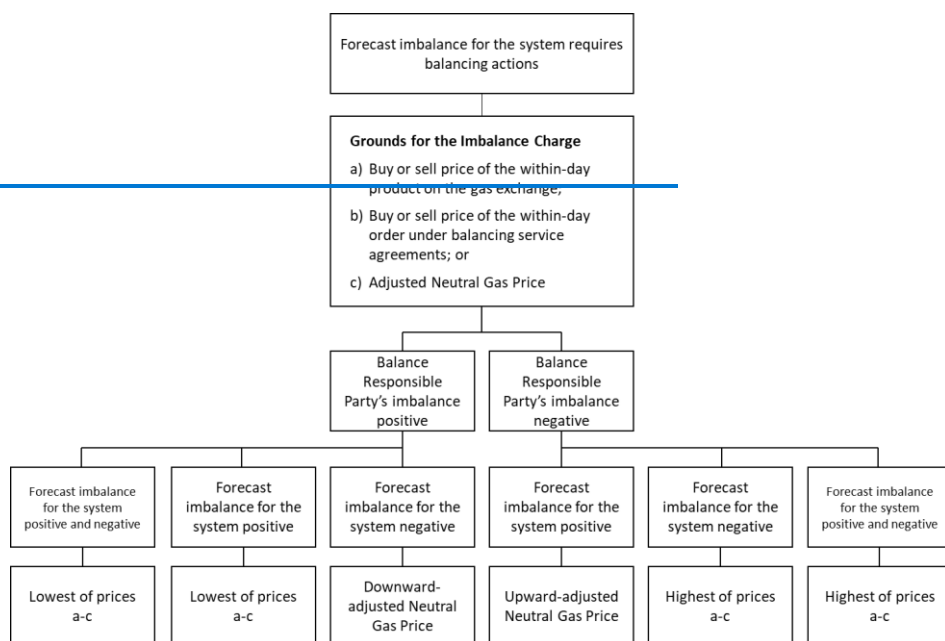 Forecast imbalance for the system requires
balancing actions
Grounds for the Imbalance Charge
a) Buy or sell price of the within-day
product on the gas exchange;
b) Buy or sell price of the within-day
order under balancing service
agreements; or
c) Adjusted Neutral Gas Price
Balance
Responsible
Party's imbalance
positive
Balance
Responsible
Party's imbalance
negative
Forecast imbalance
for the system
positive and negative
Forecast
imbalance for the
system positive
Forecast
imbalance for the
system negative
Forecast
imbalance for the
system positive
Forecast
imbalance for the
system negative
Forecast imbalance
for the system
positive and negative
Lowest of prices
a-c
Lowest of prices
a-c
Downward-
adjusted Neutral
Gas Price
Upward-adjusted
Neutral Gas Price
Highest of prices
a-c
Highest of prices
a-c